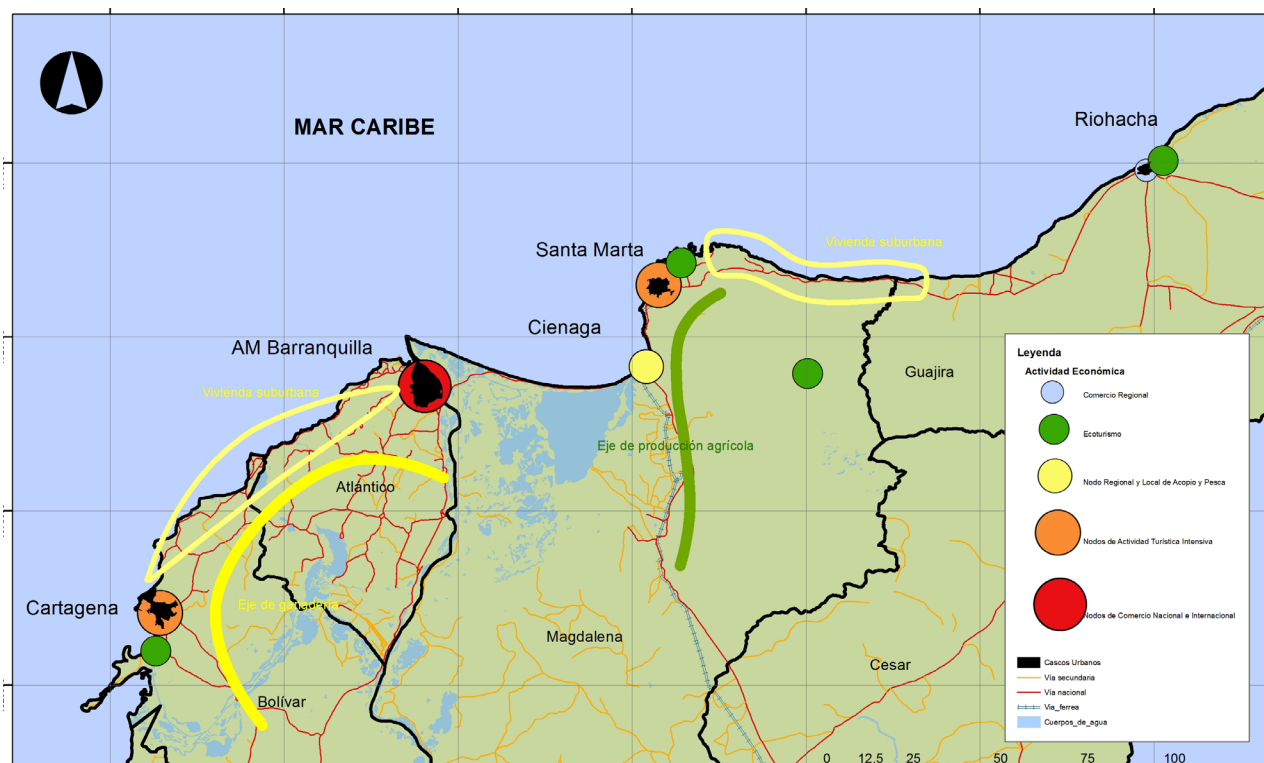 MAR CARIBE
Riohacha
Santa Marta
Vivienda suburbana
Cienaga
AM Barranquilla
Guajira
Vivienda suburbana
Eje de producción agrícola
Atlántico
Cartagena
Eje de ganadería
Magdalena
Cesar
Bolívar
Leyenda
Actividad Económica
Comercio Regional
Ecoturismo
Nodo Regional y Local de Acopio y Pesca
Nodos de Actividad Turística Intensiva
Nodos de Comercio Nacional e Internacional
Cascos Urbanos
Vía secundaria
Vía nacional
Via_ferrea
Cuerpos_de_agua
0 12.5 25 50 75 100